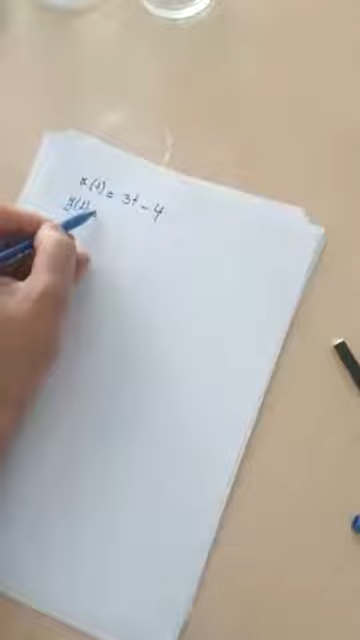 x(t) = 3t - 4
y(t)